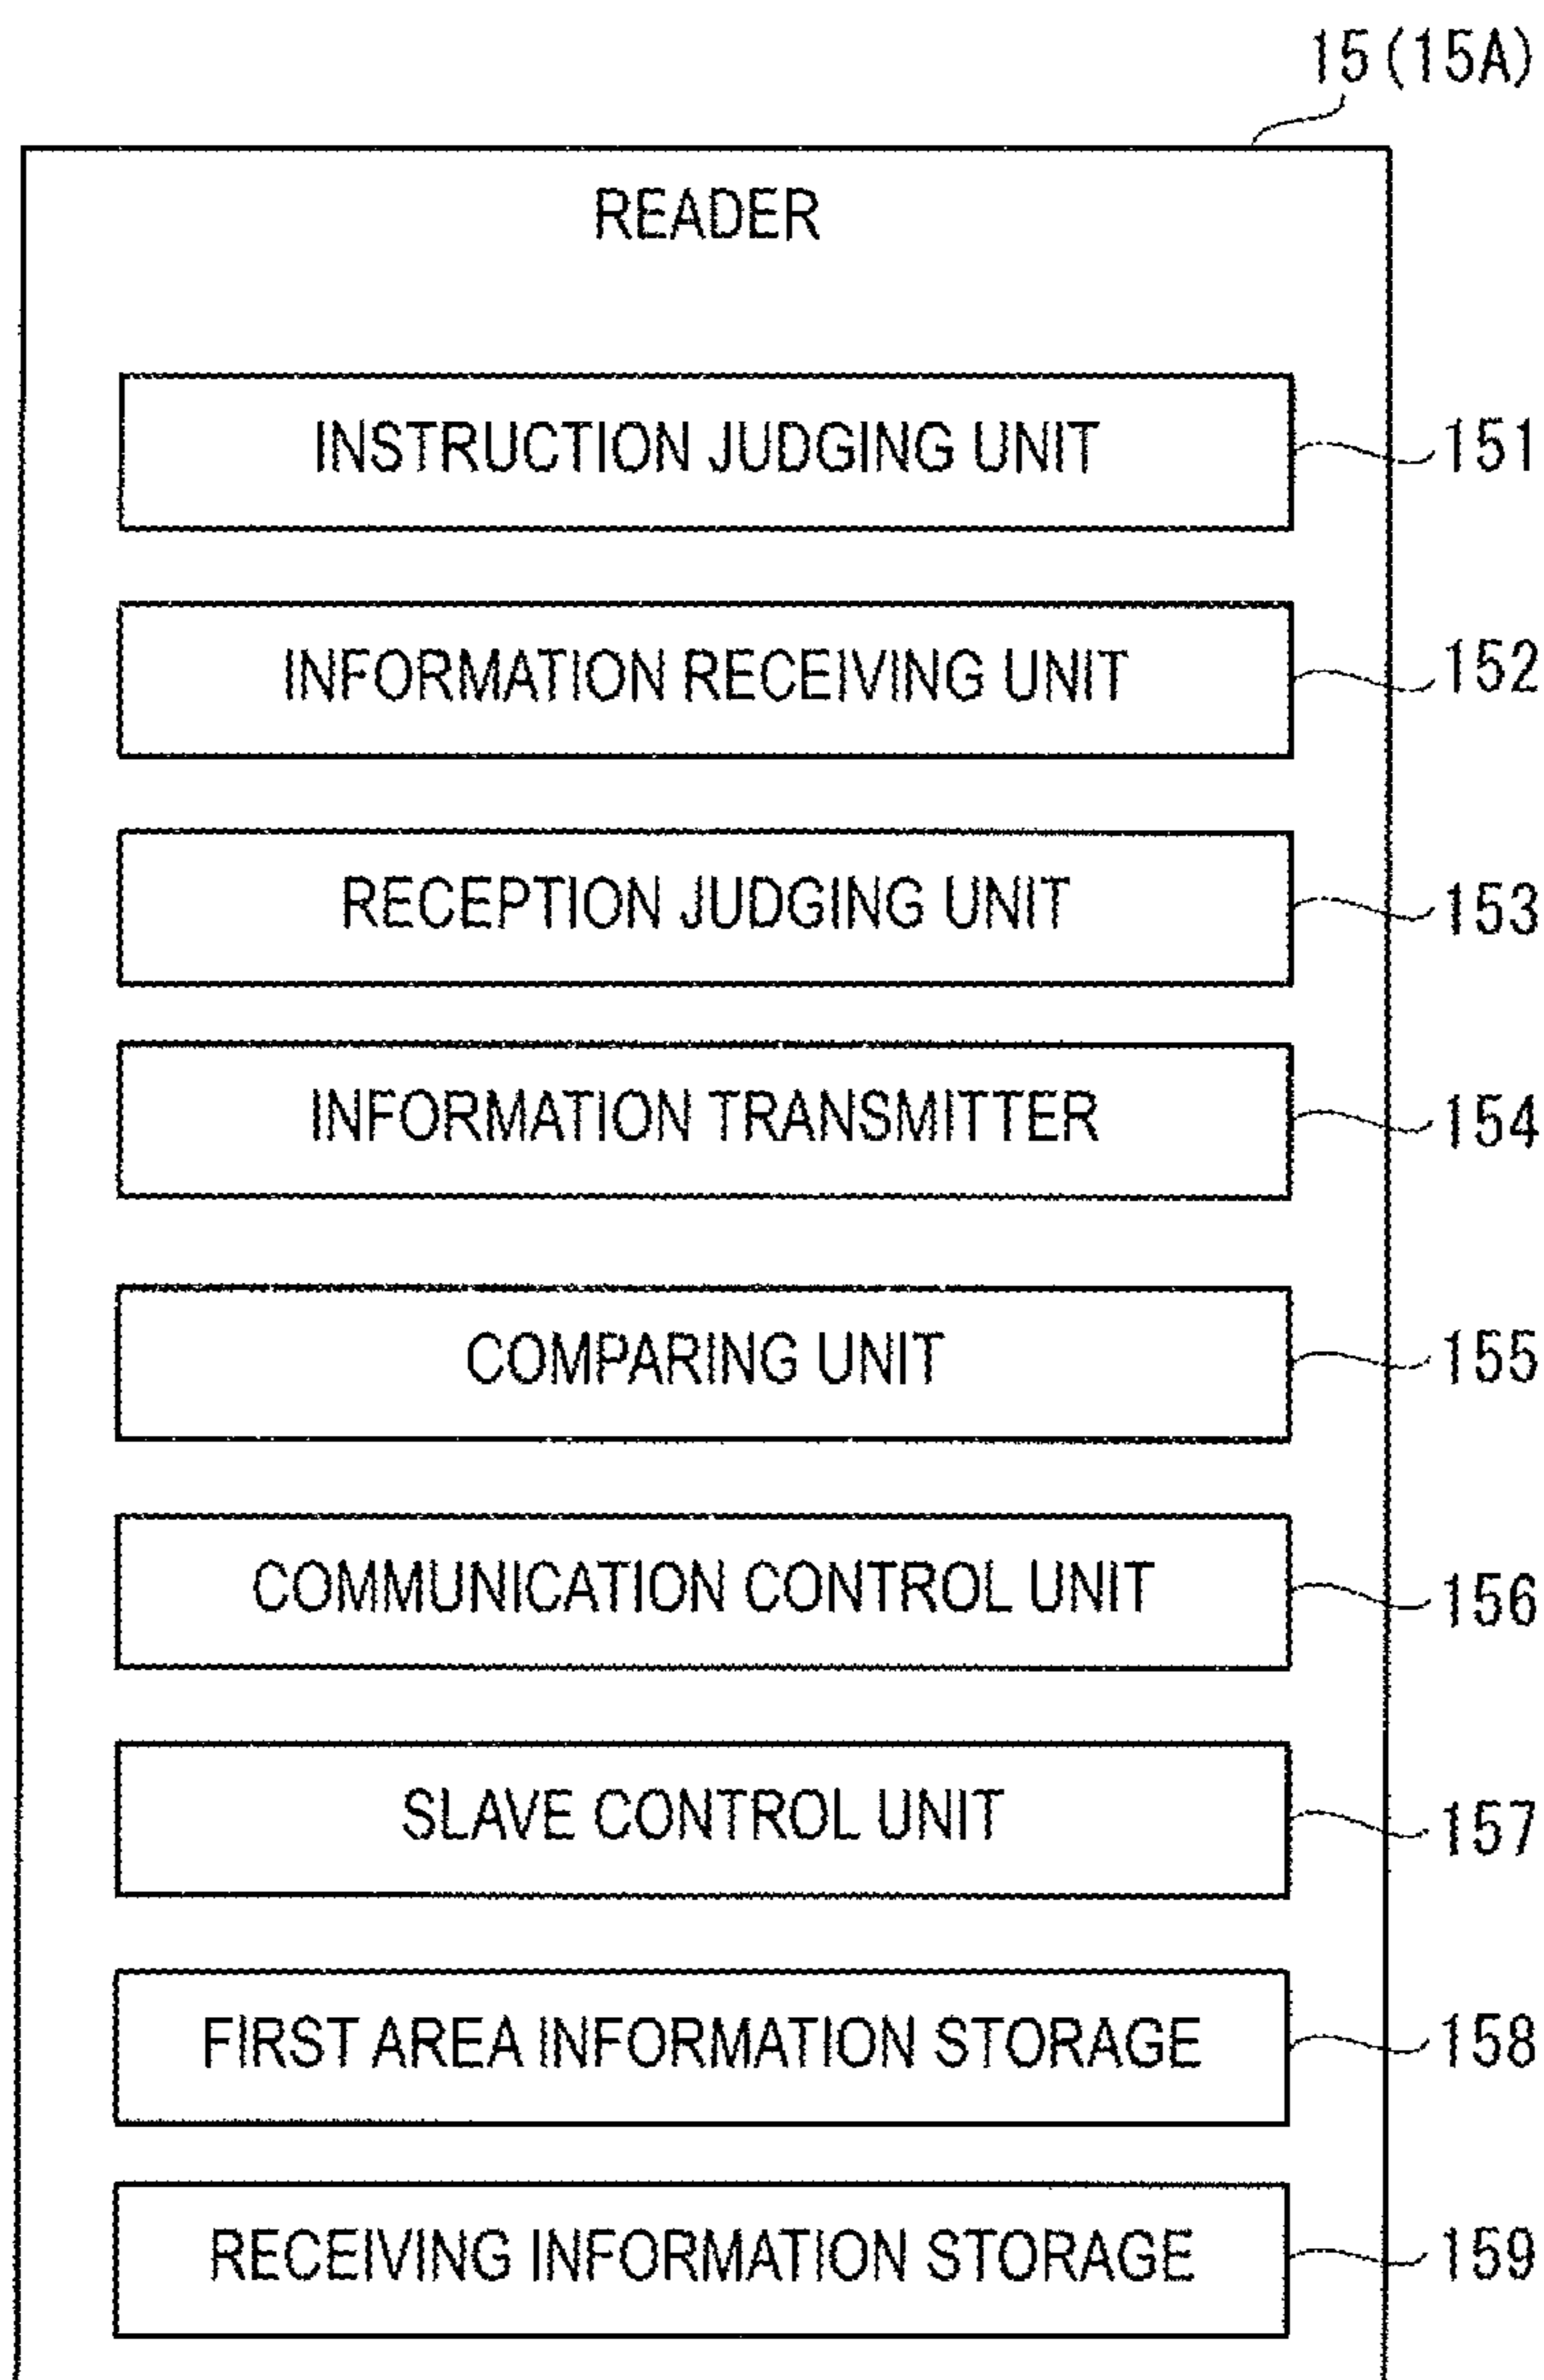 15(15A)
READER
INSTRUCTION JUDGING UNIT 151
INFORMATION RECEIVING UNIT 152
RECEPTION JUDGING UNIT 153
INFORMATION TRANSMITTER 154
COMPARING UNIT 155
COMMUNICATION CONTROL UNIT 156
SLAVE CONTROL UNIT 157
FIRST AREA INFORMATION STORAGE 158
RECEIVING INFORMATION STORAGE 159